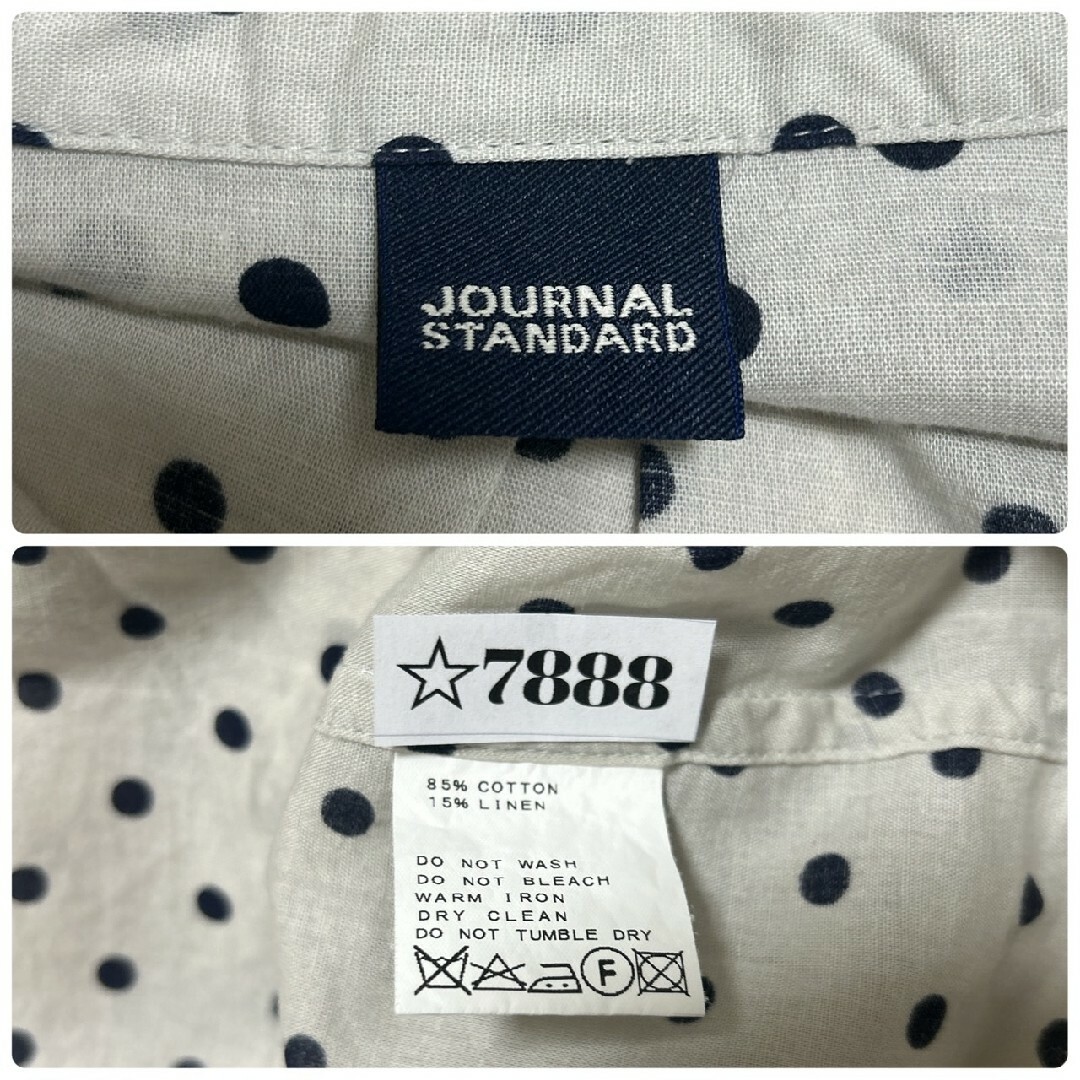 JOURNAL
STANDARD
☆7888
85% COTTON
15% LINEN
DO NOT WASH
DO NOT BLEACH
WARM IRON
DRY CLEAN
DO NOT TUMBLE DRY
F